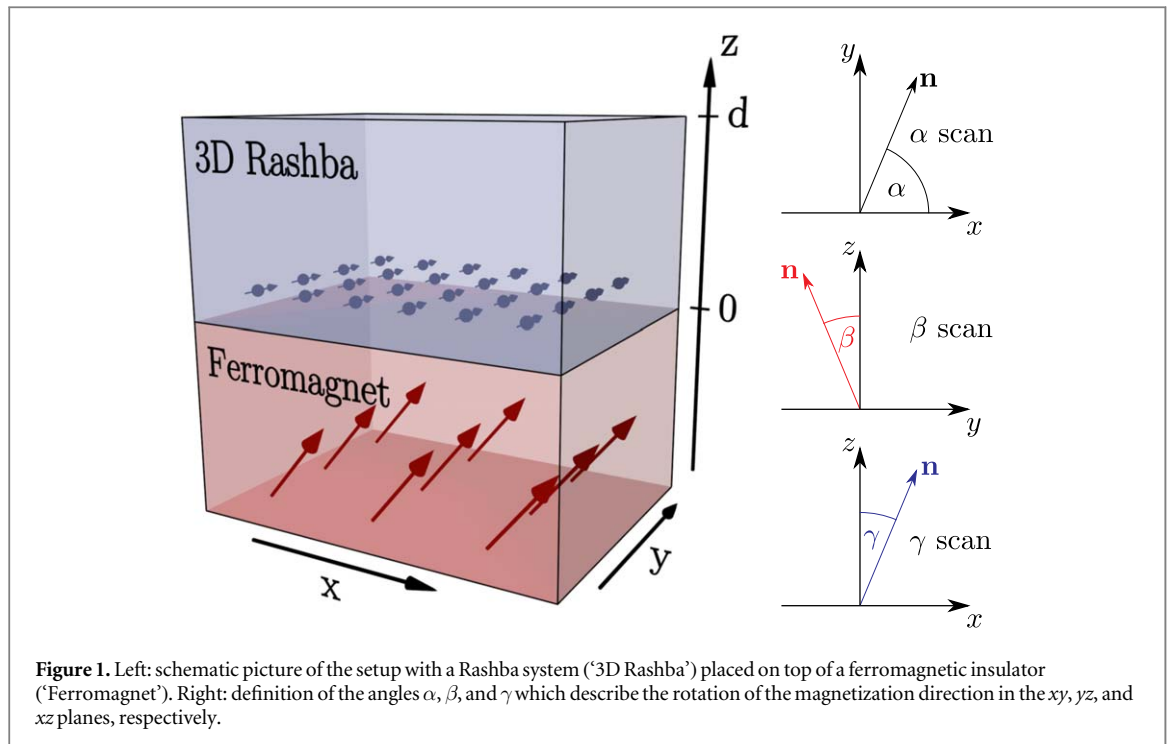 z
d
3D Rashba
0
Ferromagnet
x
y
y
n
α scan
α
x
z
n
β
β scan
y
z
n
γ
γ scan
x
Figure 1. Left: schematic picture of the setup with a Rashba system (‘3D Rashba’) placed on top of a ferromagnetic insulator
(‘Ferromagnet’). Right: definition of the angles α, β, and γ which describe the rotation of the magnetization direction in the xy, yz, and
xz planes, respectively.